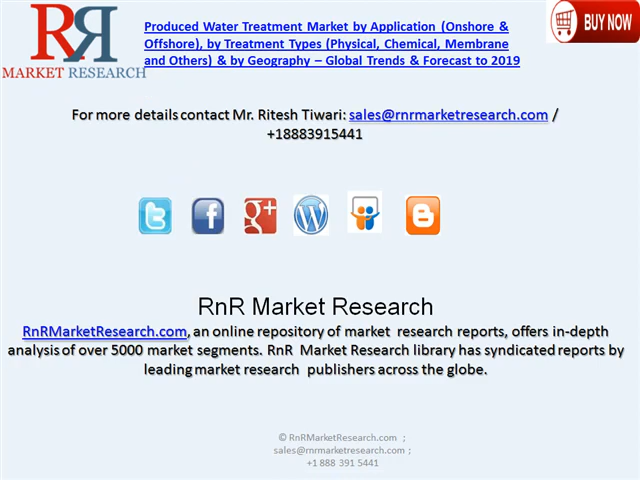 RR
MARKET RESEARCH
Produced Water Treatment Market by Application (Onshore &
Offshore), by Treatment Types (Physical, Chemical, Membrane
and Others) & by Geography – Global Trends & Forecast to 2019
BUY NOW
For more details contact Mr. Ritesh Tiwari: sales@rnrmarketresearch.com /
+18883915441
RnR Market Research
RnRMarketResearch.com, an online repository of market research reports, offers in-depth
analysis of over 5000 market segments. RnR Market Research library has syndicated reports by
leading market research publishers across the globe.
© RnRMarketResearch.com ;
sales@rnrmarketresearch.com ;
+1 888 391 5441